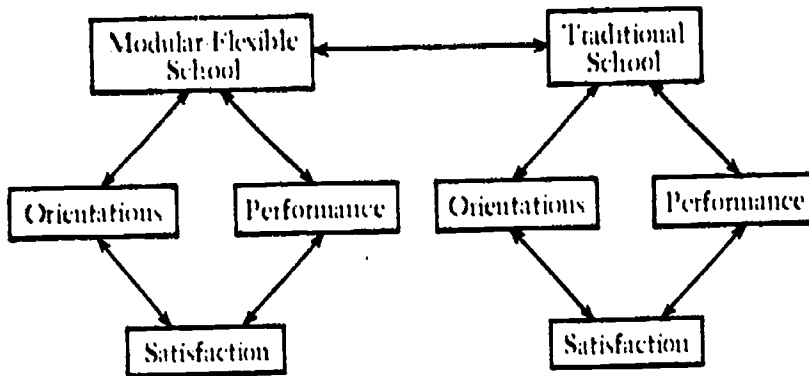 Modular-Flexible
School
Traditional
School
Orientations
Performance
Orientations
Performance
Satisfaction
Satisfaction